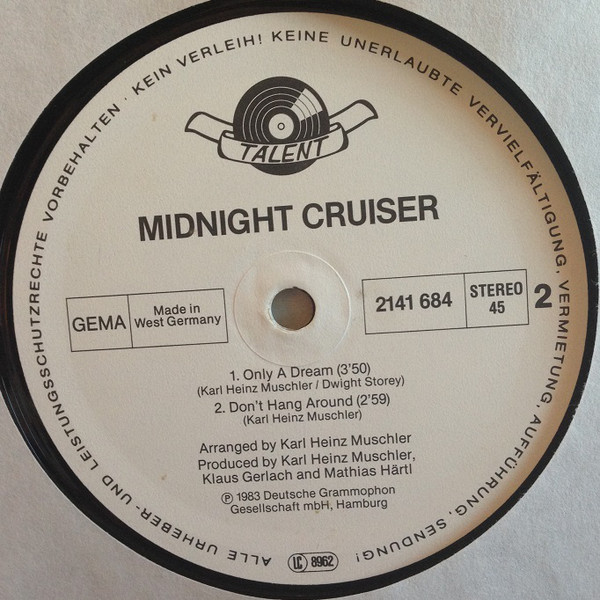 ALLE URHEBER- UND LEISTUNGSSCHUTZRECHTE VORBEHALTEN · KEIN VERLEIH! KEINE UNERLAUBTE VERVIELFÄLTIGUNG, VERMIETUNG, AUFFÜHRUNG, SENDUNG!
TALENT
MIDNIGHT CRUISER
GEMA
Made in
West Germany
2141 684
STEREO
45
2
1. Only A Dream (3'50)
(Karl Heinz Muschler / Dwight Storey)
2. Don't Hang Around (2'59)
(Karl Heinz Muschler)
Arranged by Karl Heinz Muschler
Produced by Karl Heinz Muschler,
Klaus Gerlach and Mathias Härtl
℗ 1983 Deutsche Grammophon
Gesellschaft mbH, Hamburg
LC 8962